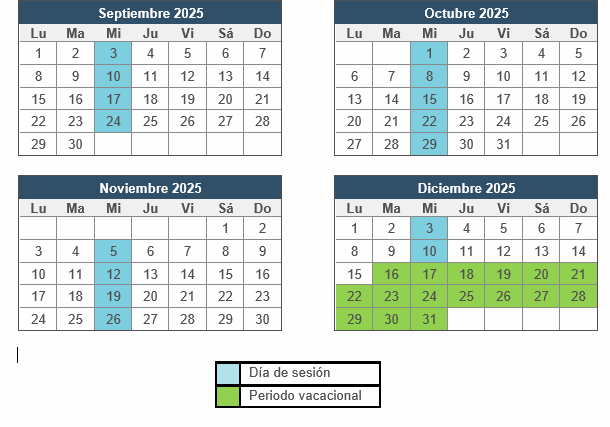 Septiembre 2025
Lu Ma Mi Ju Vi Sá Do
1 2 3 4 5 6 7
8 9 10 11 12 13 14
15 16 17 18 19 20 21
22 23 24 25 26 27 28
29 30
Octubre 2025
Lu Ma Mi Ju Vi Sá Do
1 2 3 4 5
6 7 8 9 10 11 12
13 14 15 16 17 18 19
20 21 22 23 24 25 26
27 28 29 30 31
Noviembre 2025
Lu Ma Mi Ju Vi Sá Do
1 2
3 4 5 6 7 8 9
10 11 12 13 14 15 16
17 18 19 20 21 22 23
24 25 26 27 28 29 30
Diciembre 2025
Lu Ma Mi Ju Vi Sá Do
1 2 3 4 5 6 7
8 9 10 11 12 13 14
15 16 17 18 19 20 21
22 23 24 25 26 27 28
29 30 31
Día de sesión
Periodo vacacional